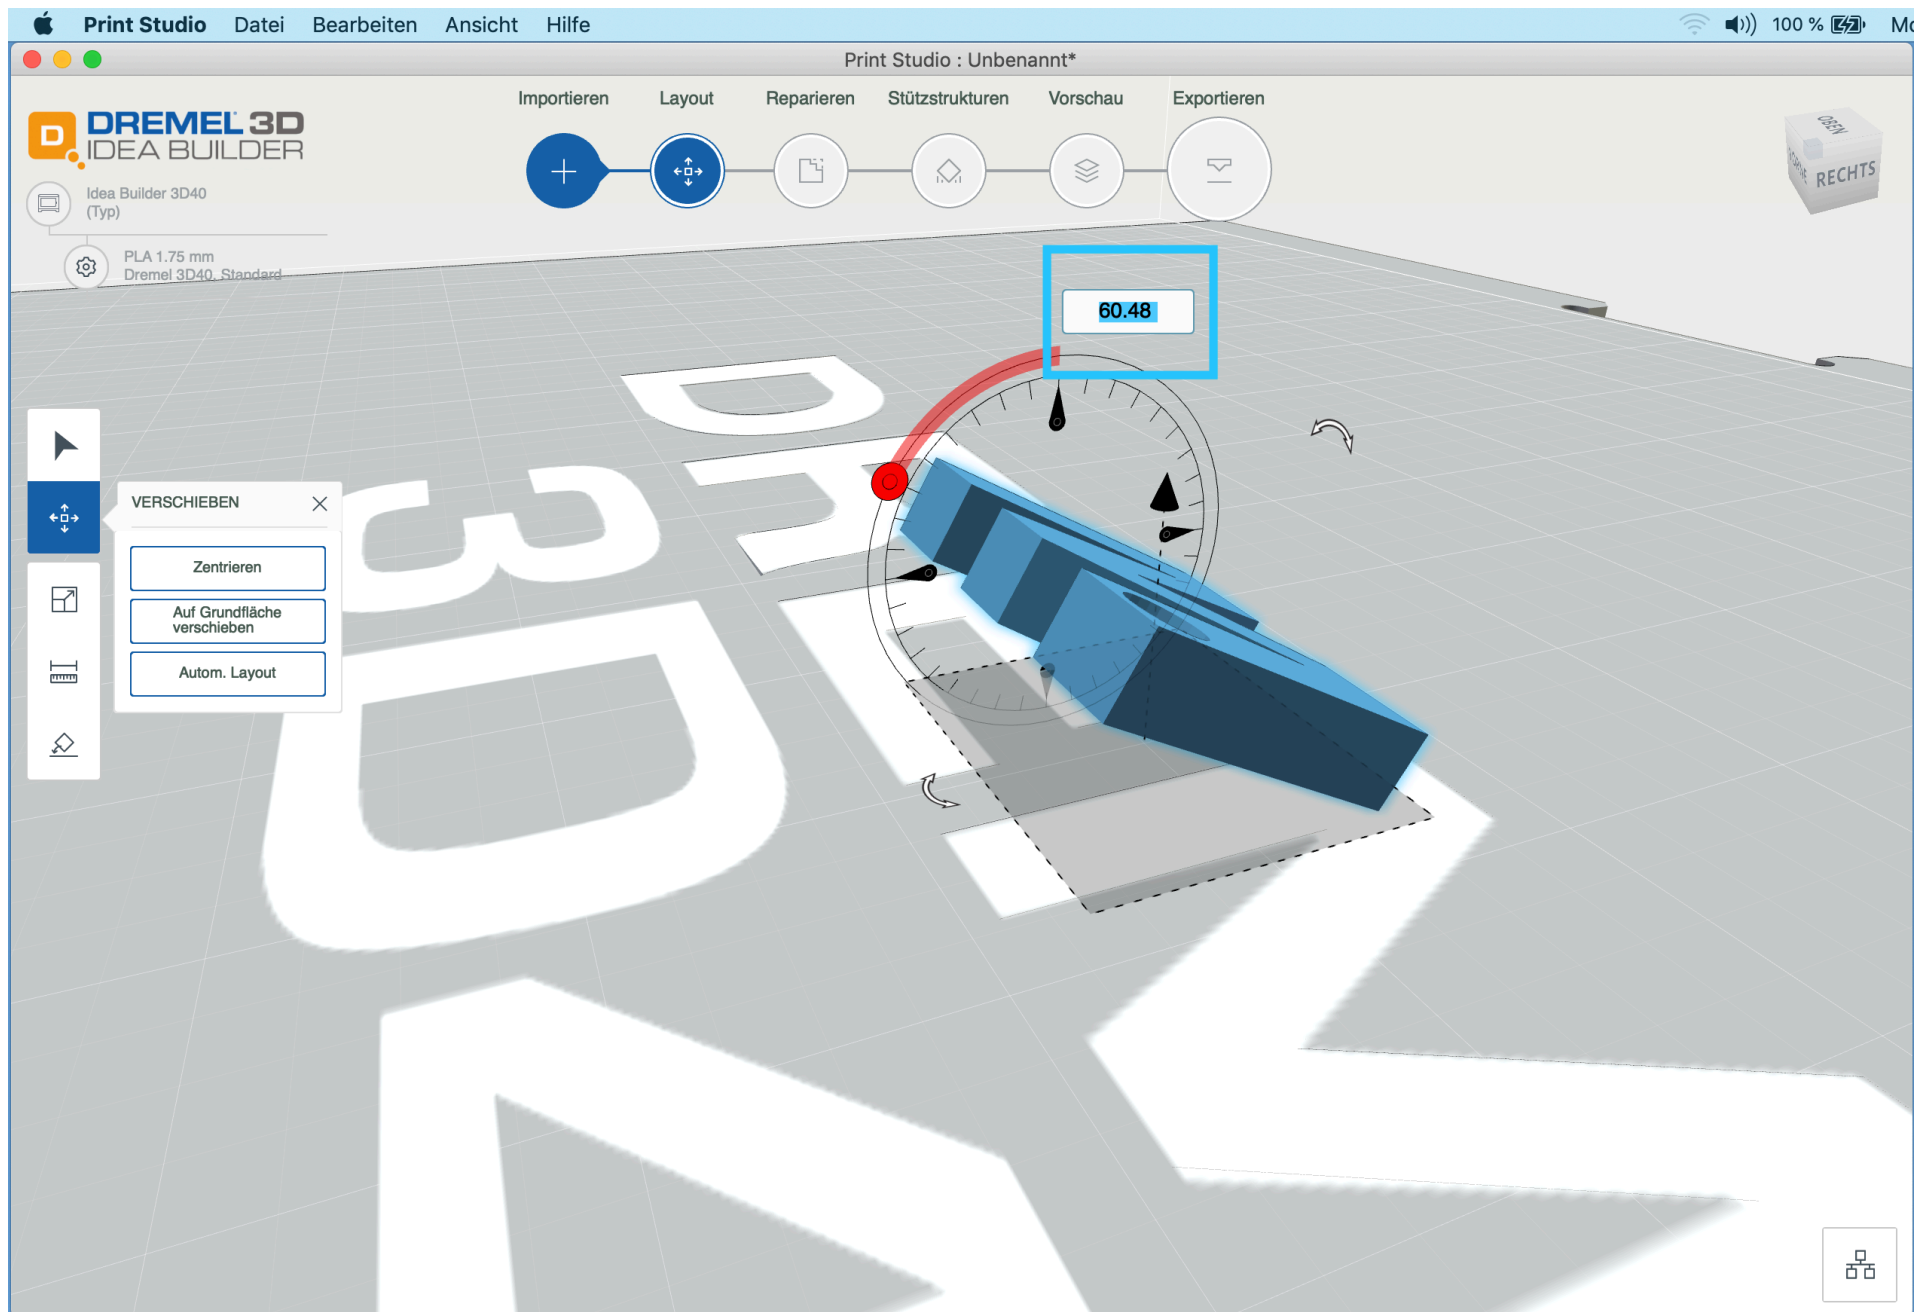 Print Studio Datei Bearbeiten Ansicht Hilfe 100 %
Print Studio : Unbenannt*
Importieren Layout Reparieren Stützstrukturen Vorschau Exportieren
D DREMEL 3D
IDEA BUILDER
Idea Builder 3D40
(Typ)
PLA 1.75 mm
Dremel 3D40, Standard
OBEN
RECHTS
60.48
VERSCHIEBEN
Zentrieren
Auf Grundfläche
verschieben
Autom. Layout